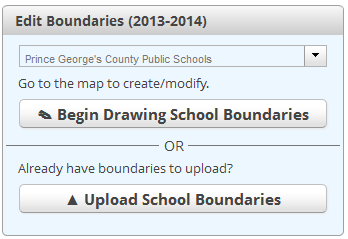 Edit Boundaries (2013-2014)
Prince George's County Public Schools
Go to the map to create/modify.
✎ Begin Drawing School Boundaries
OR
Already have boundaries to upload?
▲ Upload School Boundaries